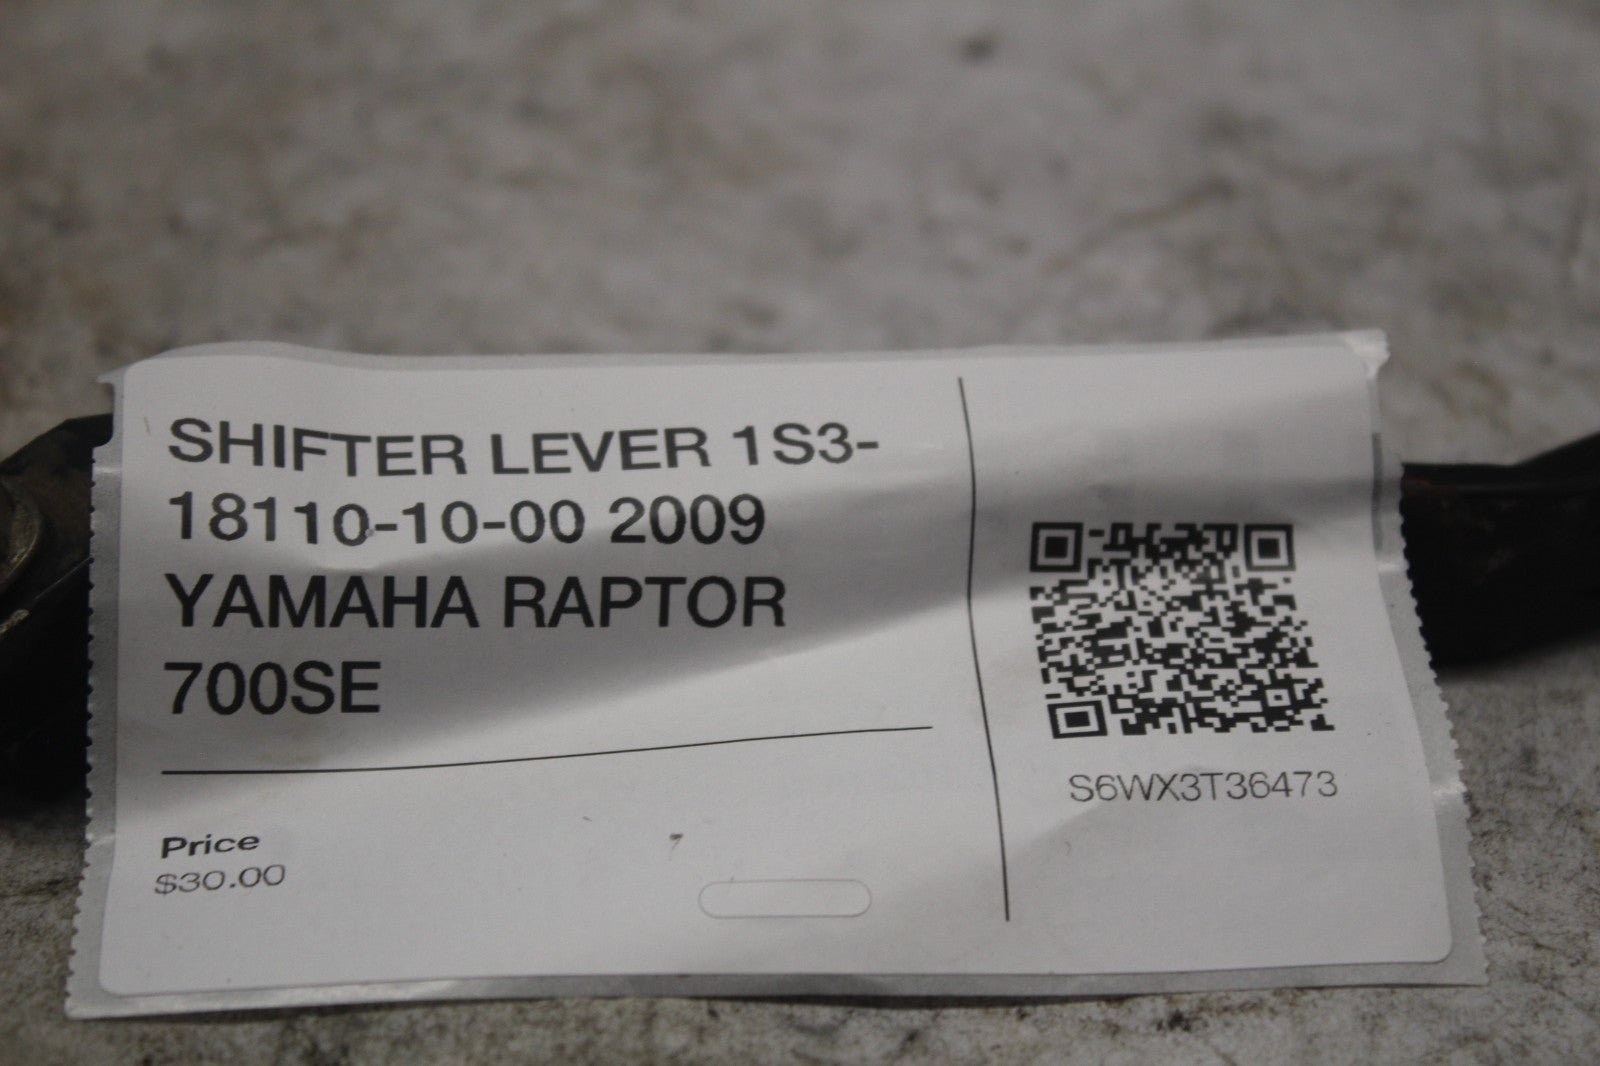 SHIFTER LEVER 1S3-
18110-10-00 2009
YAMAHA RAPTOR
700SE
Price
$30.00
S6WX3T36473